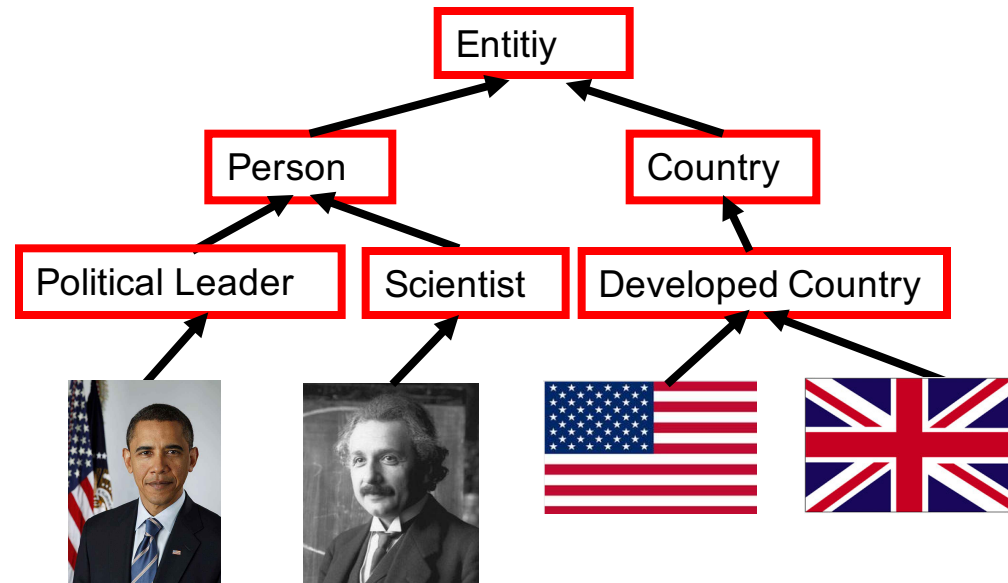 Entitiy
Person
Country
Political Leader
Scientist
Developed Country